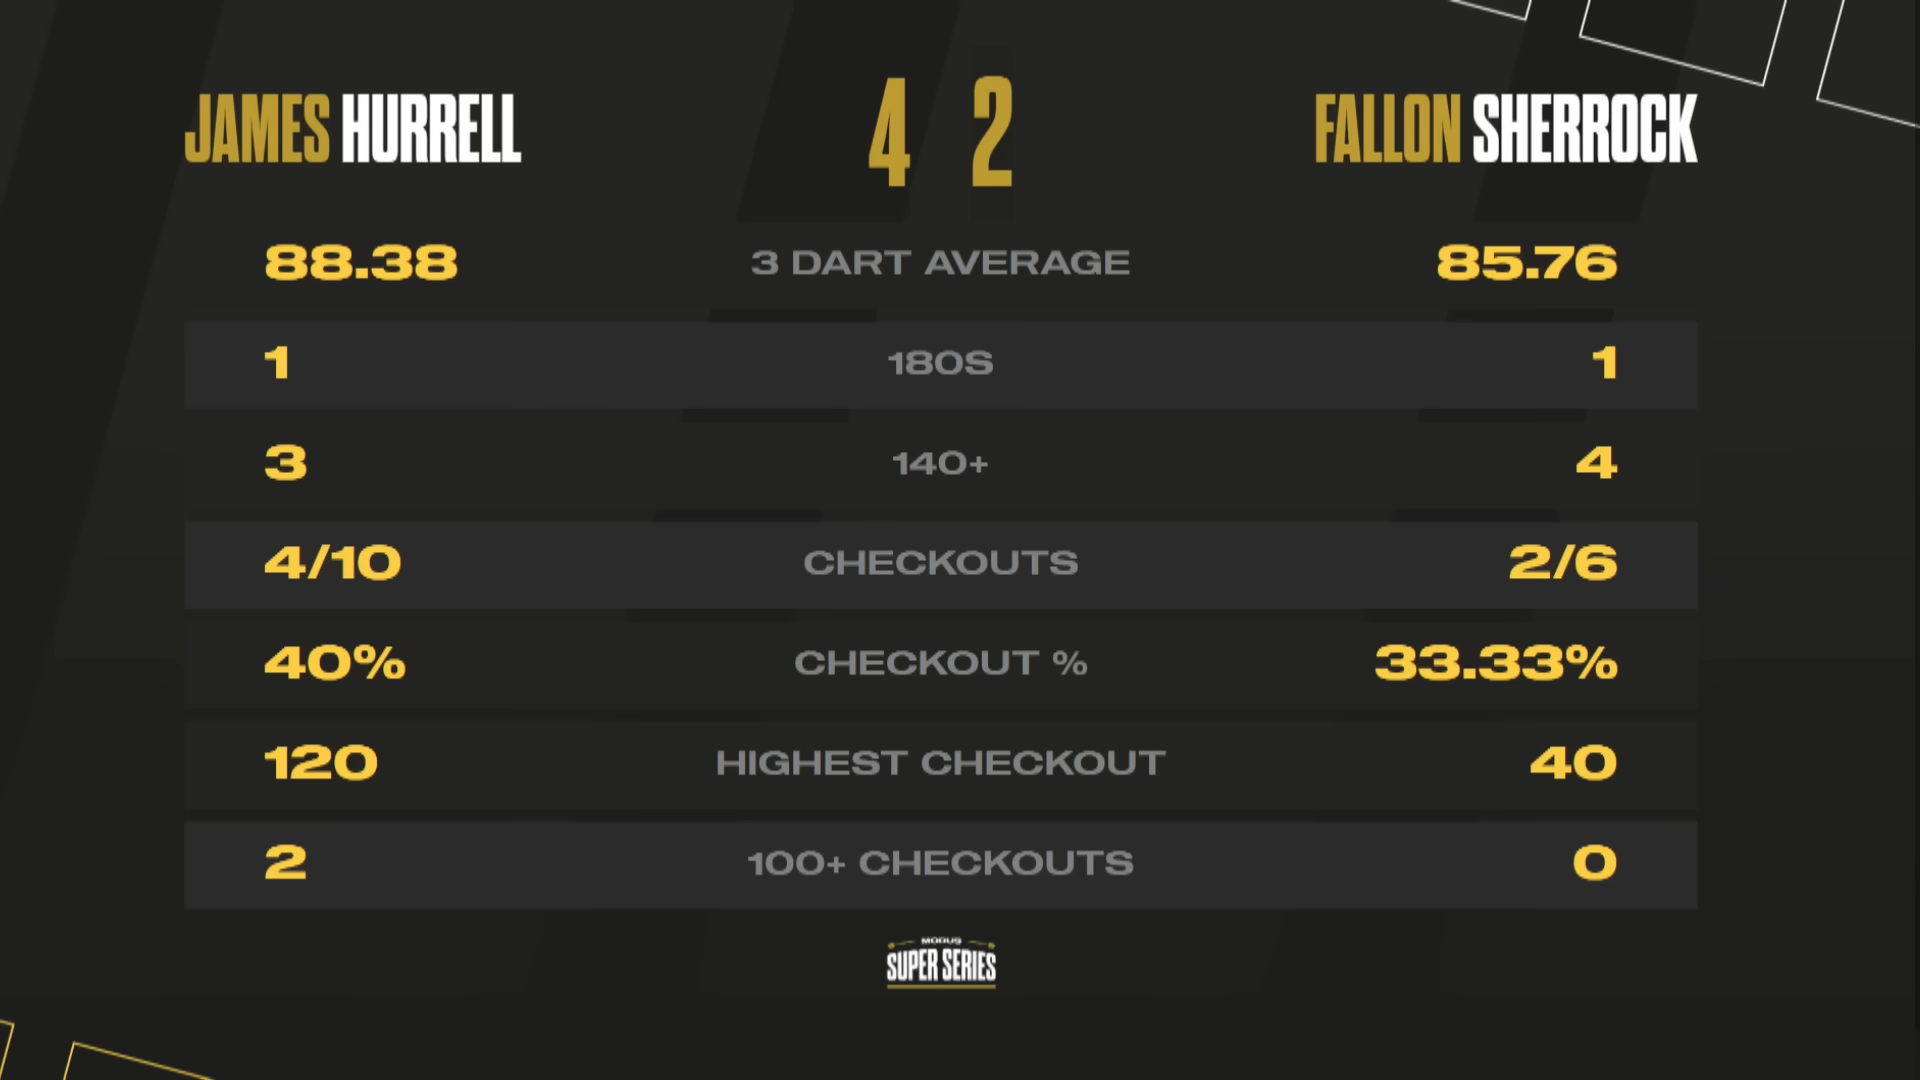 JAMES HURRELL 4 2 FALLON SHERROCK
88.38 3 DART AVERAGE 85.76
1 180S 1
3 140+ 4
4/10 CHECKOUTS 2/6
40% CHECKOUT % 33.33%
120 HIGHEST CHECKOUT 40
2 100+ CHECKOUTS 0
MODUS
SUPER SERIES